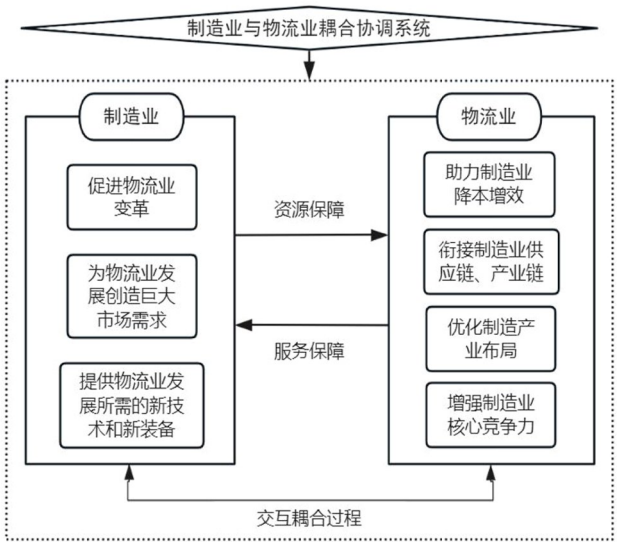 制造业与物流业耦合协调系统
制造业
促进物流业
变革
为物流业发
展创造巨大
市场需求
提供物流业发
展所需的新技
术和新装备
资源保障
服务保障
物流业
助力制造业
降本增效
衔接制造业供
应链、产业链
优化制造产
业布局
增强制造业
核心竞争力
交互耦合过程